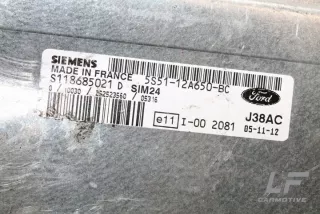 SIEMENS
MADE IN FRANCE 5S51-12A650-BC
S118685021 D SIM24
Ford
J38AC
e11 I-00 2081 05-11-12
LF
CARMOTIVE